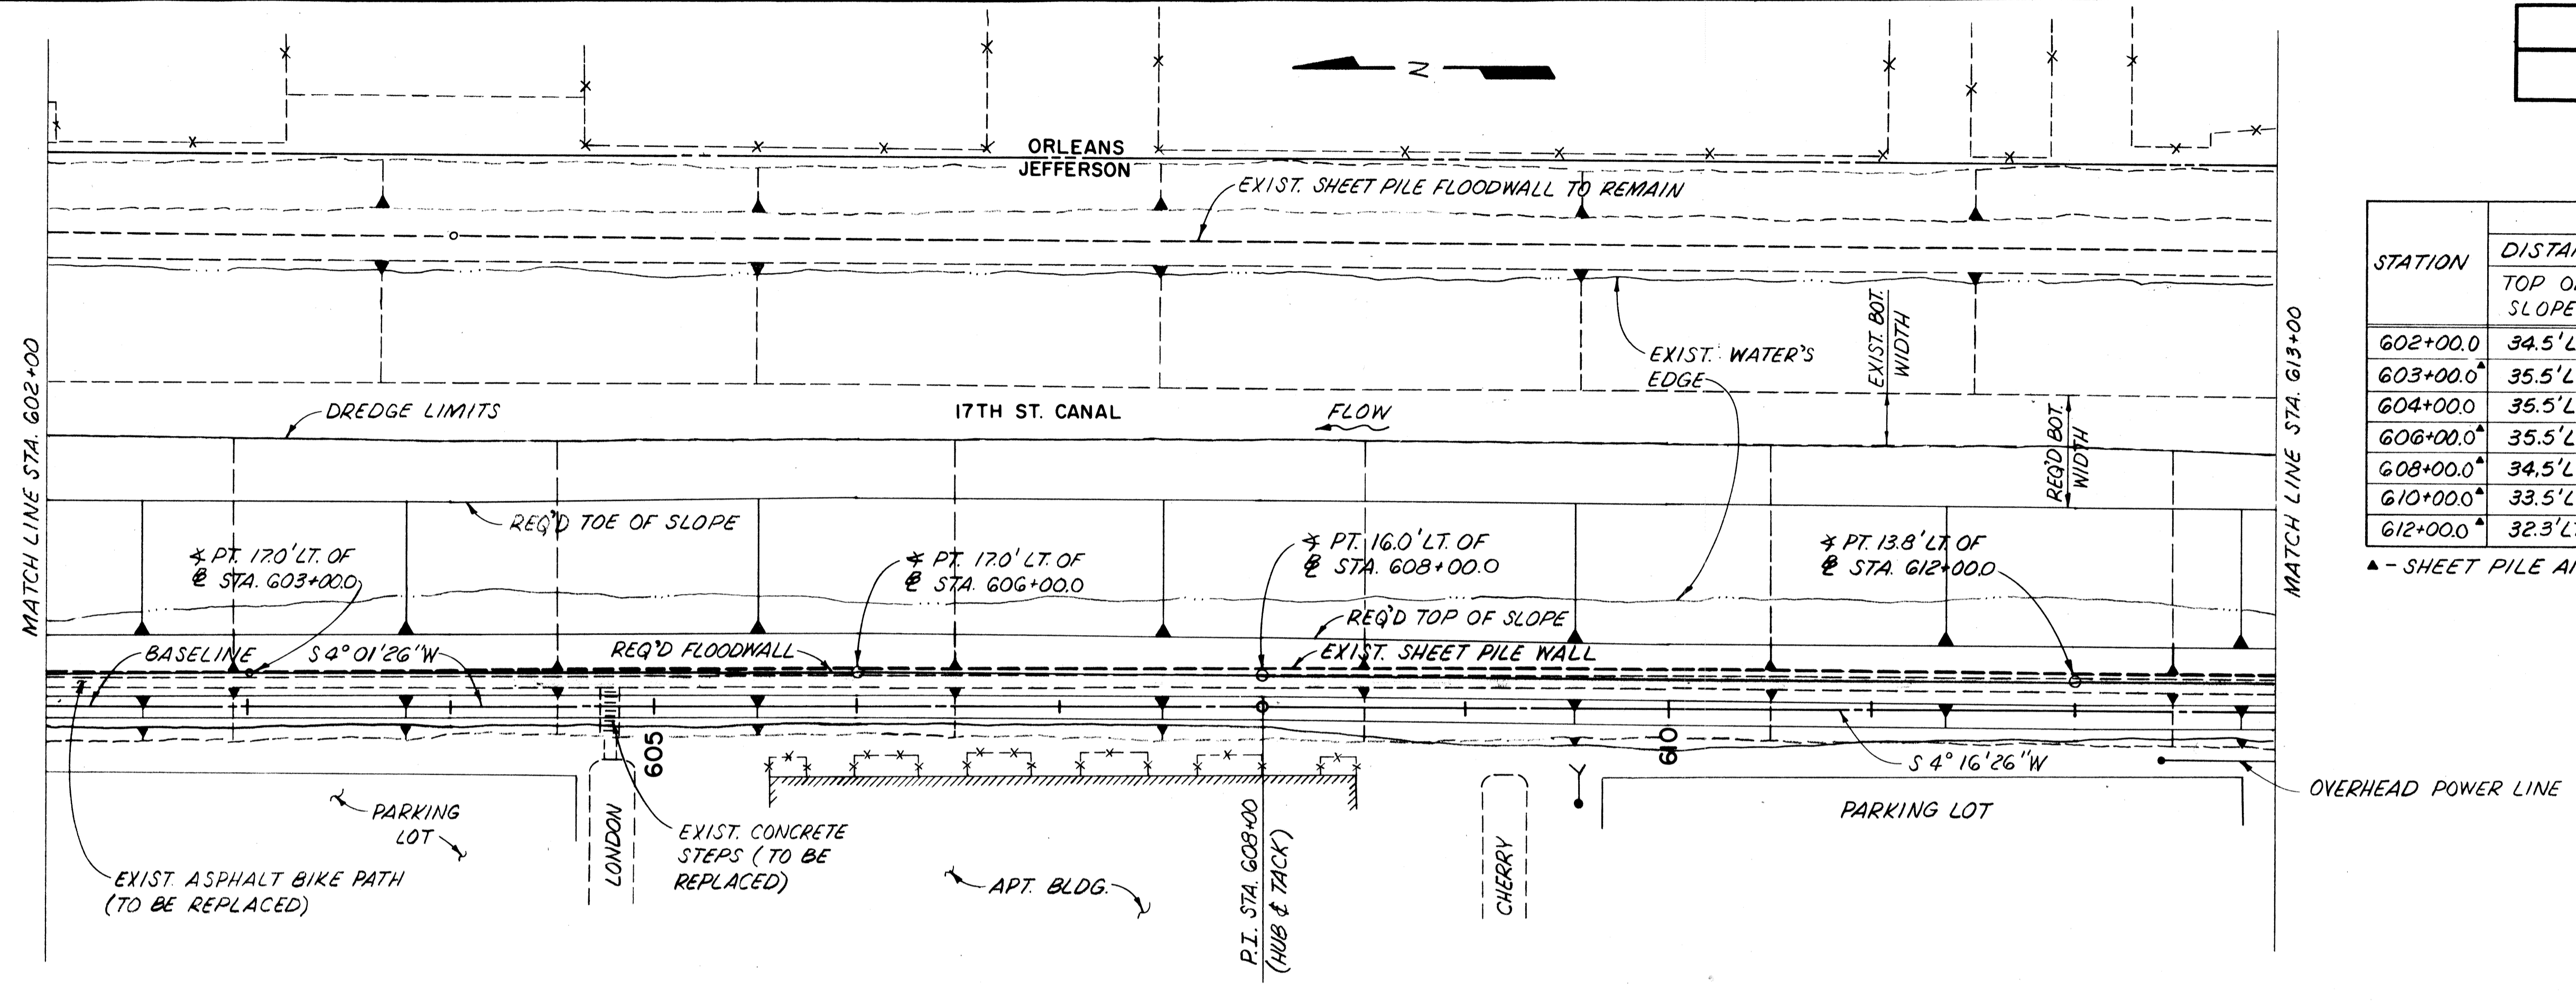 N
ORLEANS
JEFFERSON
EXIST. SHEET PILE FLOODWALL TO REMAIN
MATCH LINE STA. 602+00
EXIST. WATER'S
EDGE
EXIST. BOT.
WIDTH
REQ'D BOT.
WIDTH
MATCH LINE STA. 613+00
DREDGE LIMITS
17TH ST. CANAL
FLOW
REQ'D TOE OF SLOPE
PT. 17.0' LT. OF
STA. 603+00.0
PT. 17.0' LT. OF
STA. 606+00.0
PT. 16.0' LT. OF
STA. 608+00.0
PT. 13.8' LT. OF
STA. 612+00.0
REQ'D TOP OF SLOPE
BASELINE
S 4° 01' 26" W
REQ'D FLOODWALL
EXIST. SHEET PILE WALL
605
610
S 4° 16' 26" W
OVERHEAD POWER LINE
PARKING
LOT
LONDON
EXIST. CONCRETE
STEPS (TO BE
REPLACED)
APT. BLDG.
P.I. STA. 608+00
(HUB & TACK)
CHERRY
PARKING LOT
EXIST. ASPHALT BIKE PATH
(TO BE REPLACED)
STATION
TOP
SLOPE
602+00.0 34.5'
603+00.0▲ 35.5'
604+00.0 35.5'
606+00.0▲ 35.5'
608+00.0▲ 34.5'
610+00.0▲ 33.5'
612+00.0▲ 32.3'
▲ - SHEET PILE